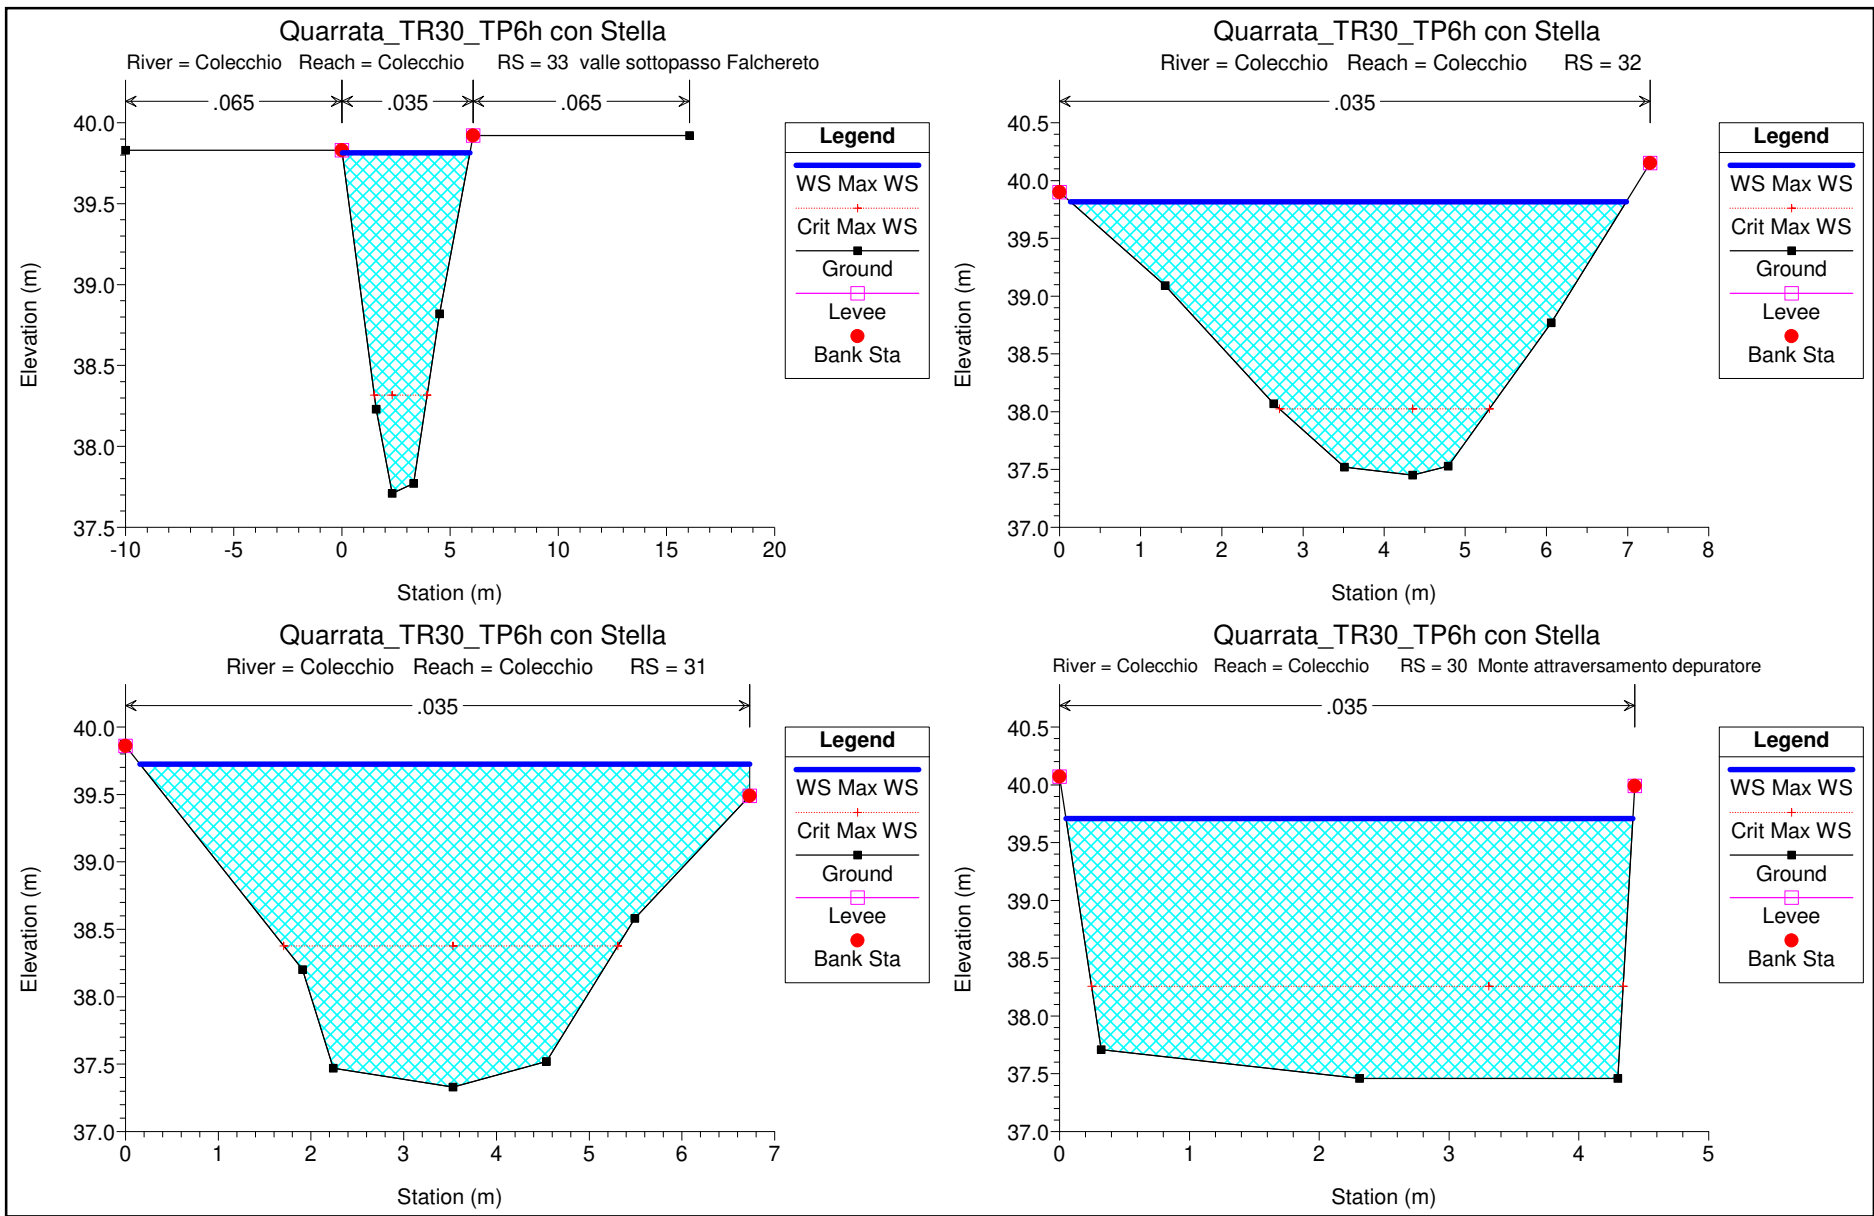 Quarrata_TR30_TP6h con Stella
River = Colecchio Reach = Colecchio RS = 33 valle sottopasso Falchereto
.065 .035 .065
40.0
39.5
39.0
38.5
38.0
37.5
Elevation (m)
-10 -5 0 5 10 15 20
Station (m)
Legend
WS Max WS
Crit Max WS
Ground
Levee
Bank Sta
Quarrata_TR30_TP6h con Stella
River = Colecchio Reach = Colecchio RS = 32
.035
40.5
40.0
39.5
39.0
38.5
38.0
37.5
37.0
Elevation (m)
0 1 2 3 4 5 6 7 8
Station (m)
Legend
WS Max WS
Crit Max WS
Ground
Levee
Bank Sta
Quarrata_TR30_TP6h con Stella
River = Colecchio Reach = Colecchio RS = 31
.035
40.0
39.5
39.0
38.5
38.0
37.5
37.0
Elevation (m)
0 1 2 3 4 5 6 7
Station (m)
Legend
WS Max WS
Crit Max WS
Ground
Levee
Bank Sta
Quarrata_TR30_TP6h con Stella
River = Colecchio Reach = Colecchio RS = 30 Monte attraversamento depuratore
.035
40.5
40.0
39.5
39.0
38.5
38.0
37.5
37.0
Elevation (m)
0 1 2 3 4 5
Station (m)
Legend
WS Max WS
Crit Max WS
Ground
Levee
Bank Sta